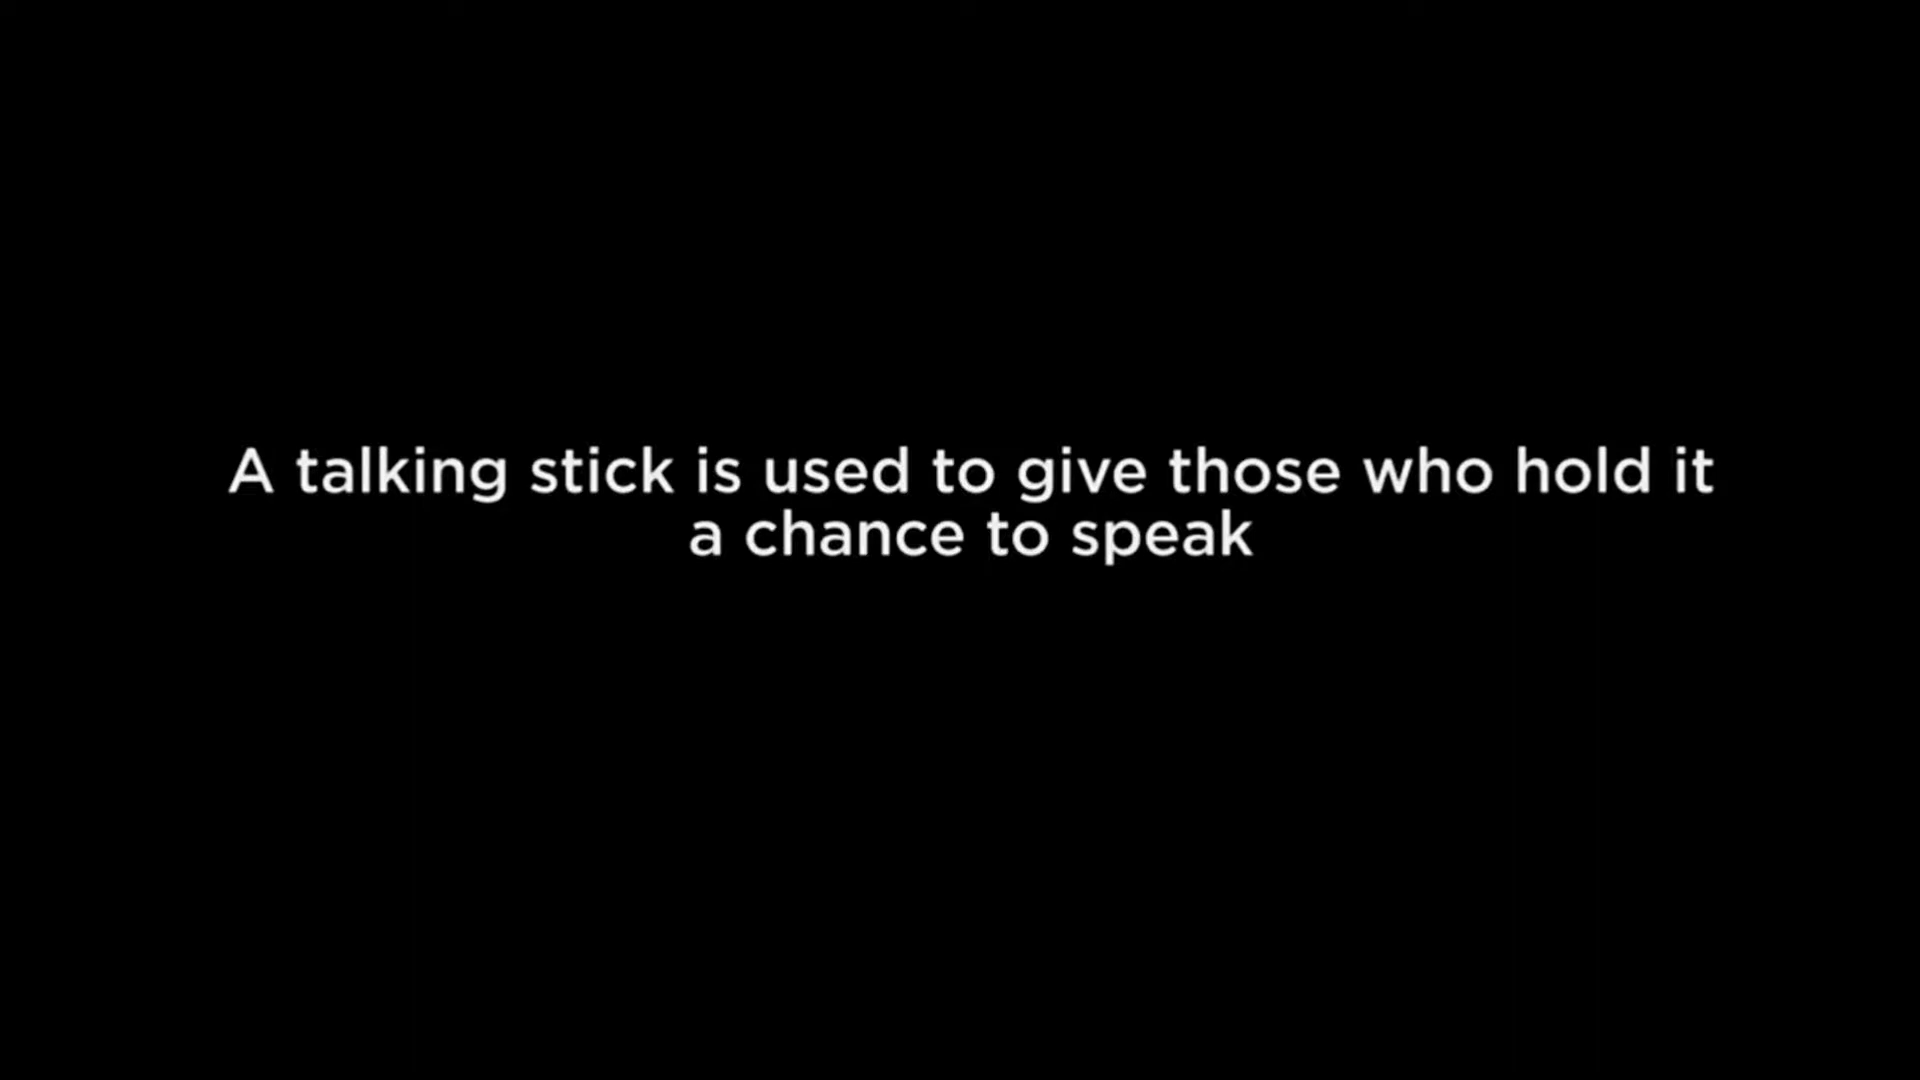 A talking stick is used to give those who hold it
a chance to speak